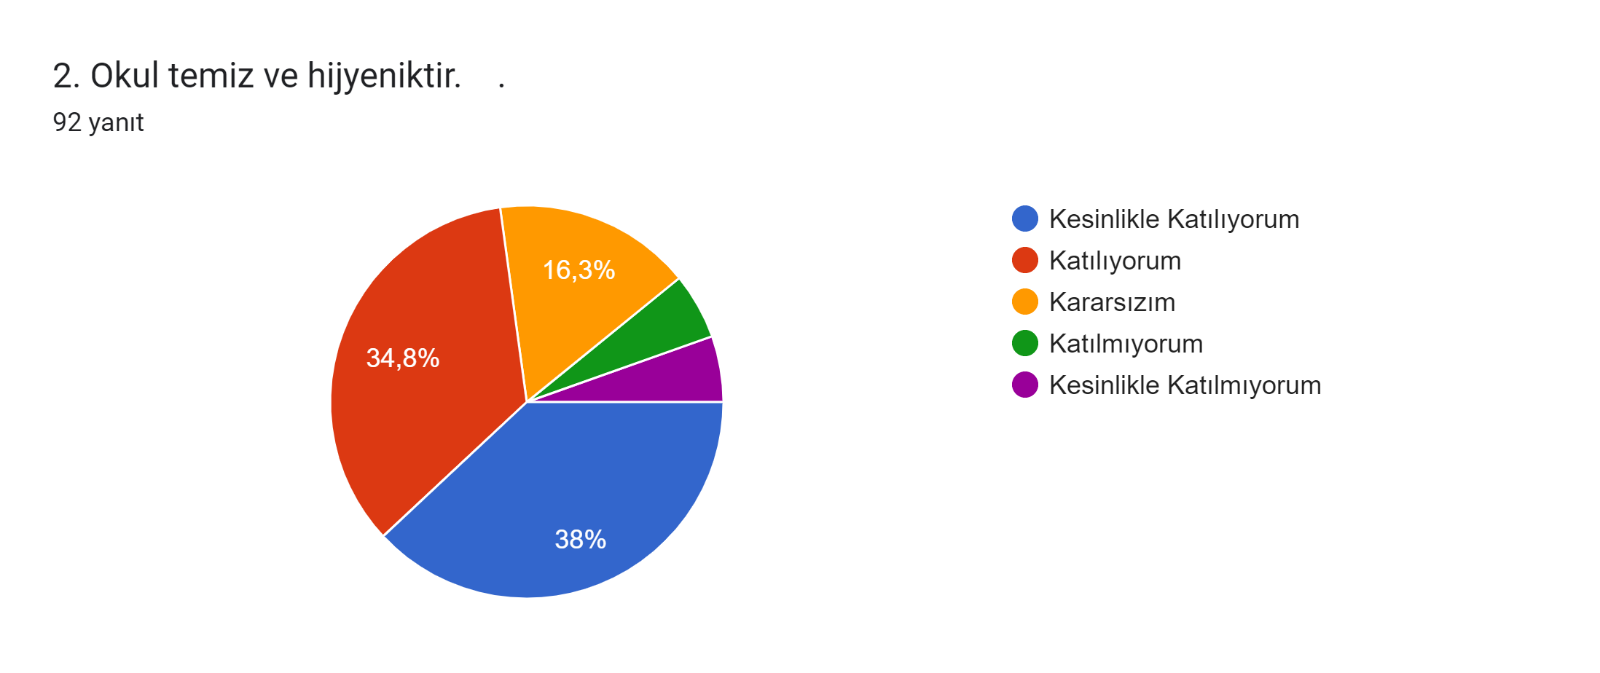 2. Okul temiz ve hijyeniktir. .
92 yanıt
16,3%
34,8%
38%
Kesinlikle Katılıyorum
Katılıyorum
Kararsızım
Katılmıyorum
Kesinlikle Katılmıyorum